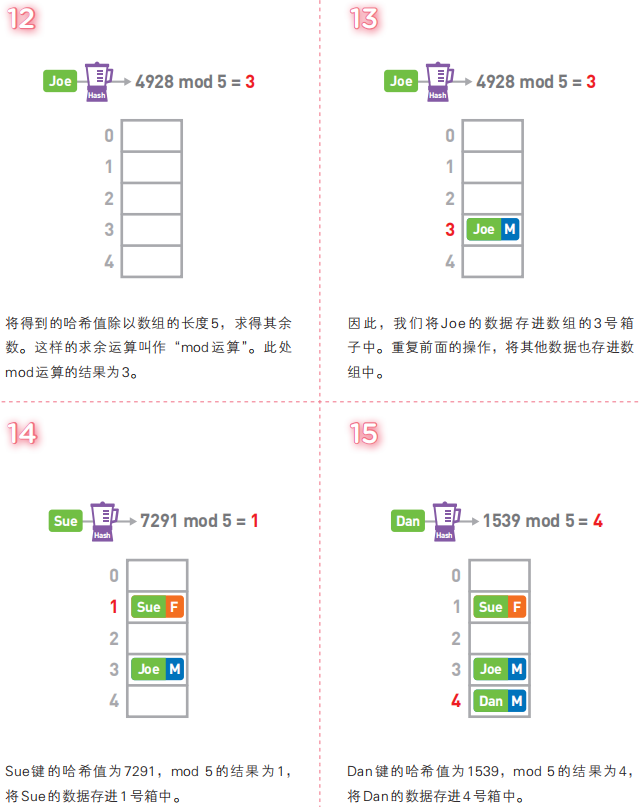 12
Joe Hash 4928 mod 5 = 3
0
1
2
3
4
将得到的哈希值除以数组的长度5，求得其余
数。这样的求余运算叫作“mod运算”。此处
mod运算的结果为3。
13
Joe Hash 4928 mod 5 = 3
0
1
2
3 Joe M
4
因此，我们将Joe的数据存进数组的3号箱
子中。重复前面的操作，将其他数据也存进数
组中。
14
Sue Hash 7291 mod 5 = 1
0
1 Sue F
2
3 Joe M
4
Sue键的哈希值为7291，mod 5的结果为1，
将Sue的数据存进1号箱中。
15
Dan Hash 1539 mod 5 = 4
0
1 Sue F
2
3 Joe M
4 Dan M
Dan键的哈希值为1539，mod 5的结果为4，
将Dan的数据存进4号箱中。